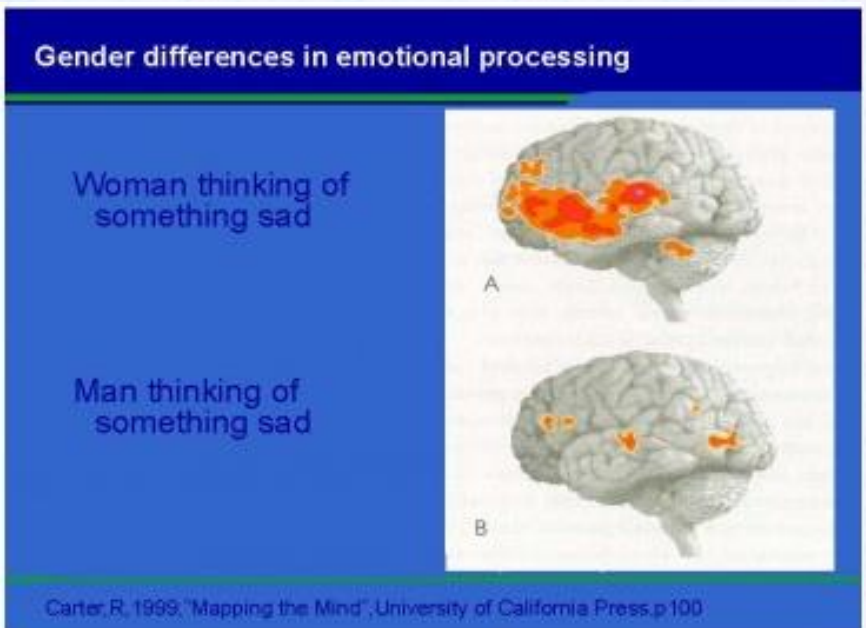 Gender differences in emotional processing
Woman thinking of
something sad
A
Man thinking of
something sad
B
Carter,R,1999,"Mapping the Mind",University of California Press,p100